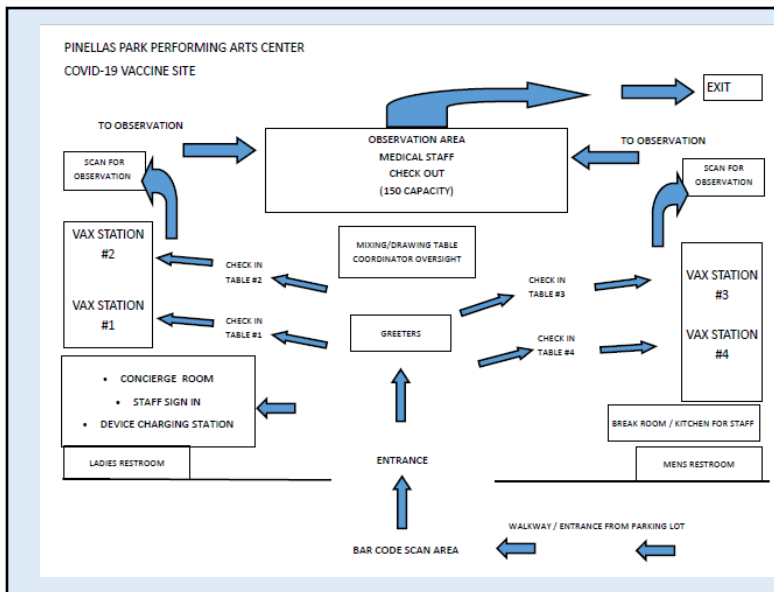 PINELLAS PARK PERFORMING ARTS CENTER
COVID-19 VACCINE SITE
EXIT
TO OBSERVATION
OBSERVATION AREA
MEDICAL STAFF
CHECK OUT
(150 CAPACITY)
TO OBSERVATION
SCAN FOR
OBSERVATION
SCAN FOR
OBSERVATION
VAX STATION
#2
VAX STATION
#1
CHECK IN
TABLE #2
CHECK IN
TABLE #1
MIXING/DRAWING TABLE
COORDINATOR OVERSIGHT
GREETERS
CHECK IN
TABLE #3
CHECK IN
TABLE #4
VAX STATION
#3
VAX STATION
#4
• CONCIERGE ROOM
• STAFF SIGN IN
• DEVICE CHARGING STATION
BREAK ROOM / KITCHEN FOR STAFF
LADIES RESTROOM
ENTRANCE
MENS RESTROOM
WALKWAY / ENTRANCE FROM PARKING LOT
BAR CODE SCAN AREA